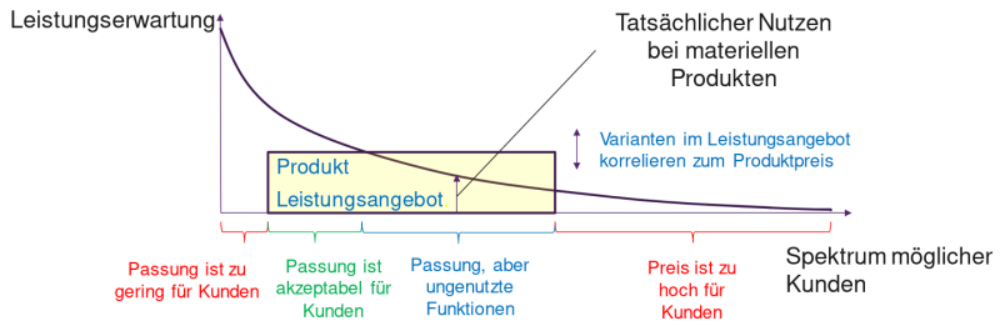 Leistungserwartung
Tatsächlicher Nutzen
bei materiellen
Produkten
Varianten im Leistungsangebot
korrelieren zum Produktpreis
Produkt
Leistungsangebot
Passung ist zu
gering für Kunden
Passung ist
akzeptabel für
Kunden
Passung, aber
ungenutzte
Funktionen
Preis ist zu
hoch für
Kunden
Spektrum möglicher
Kunden